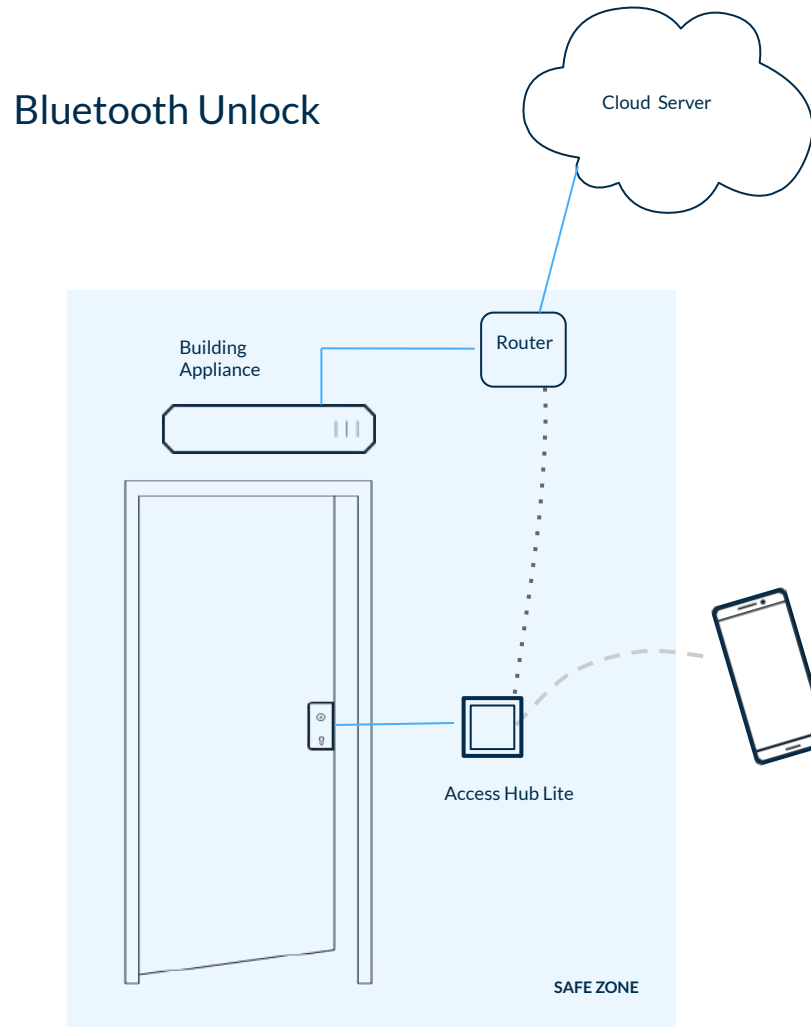 Bluetooth Unlock
Cloud Server
Router
Building
Appliance
Access Hub Lite
SAFE ZONE